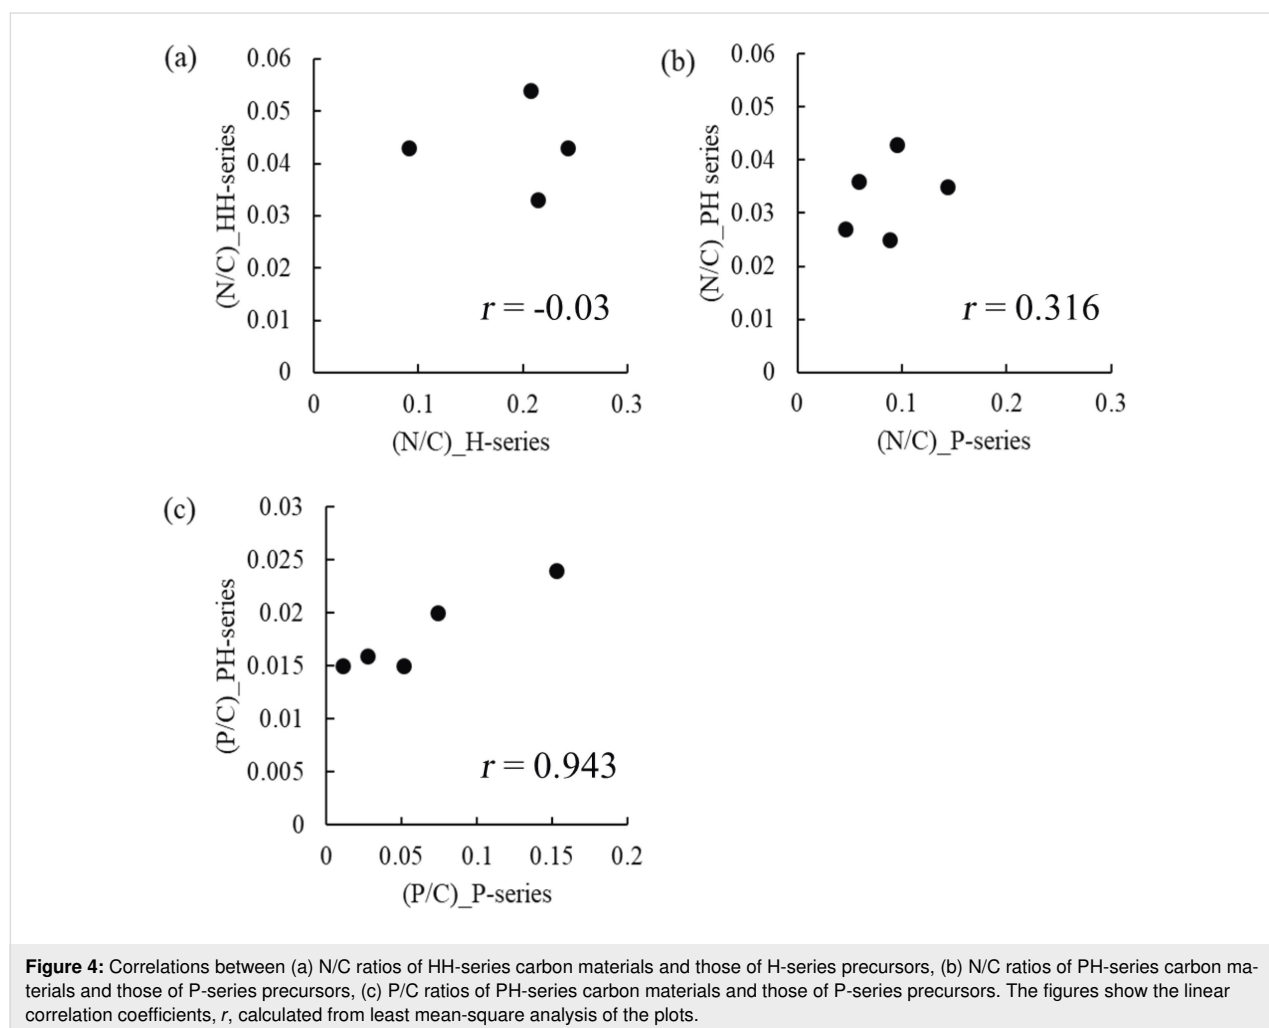 (a)
0.06
0.05
0.04
0.03
0.02
0.01
0
(N/C)_HH-series
r = -0.03
0 0.1 0.2 0.3
(N/C)_H-series
(b)
0.06
0.05
0.04
0.03
0.02
0.01
0
(N/C)_PH series
r = 0.316
0 0.1 0.2 0.3
(N/C)_P-series
(c)
0.03
0.025
0.02
0.015
0.01
0.005
0
(P/C)_PH-series
r = 0.943
0 0.05 0.1 0.15 0.2
(P/C)_P-series
Figure 4: Correlations between (a) N/C ratios of HH-series carbon materials and those of H-series precursors, (b) N/C ratios of PH-series carbon ma-
terials and those of P-series precursors, (c) P/C ratios of PH-series carbon materials and those of P-series precursors. The figures show the linear
correlation coefficients, r, calculated from least mean-square analysis of the plots.